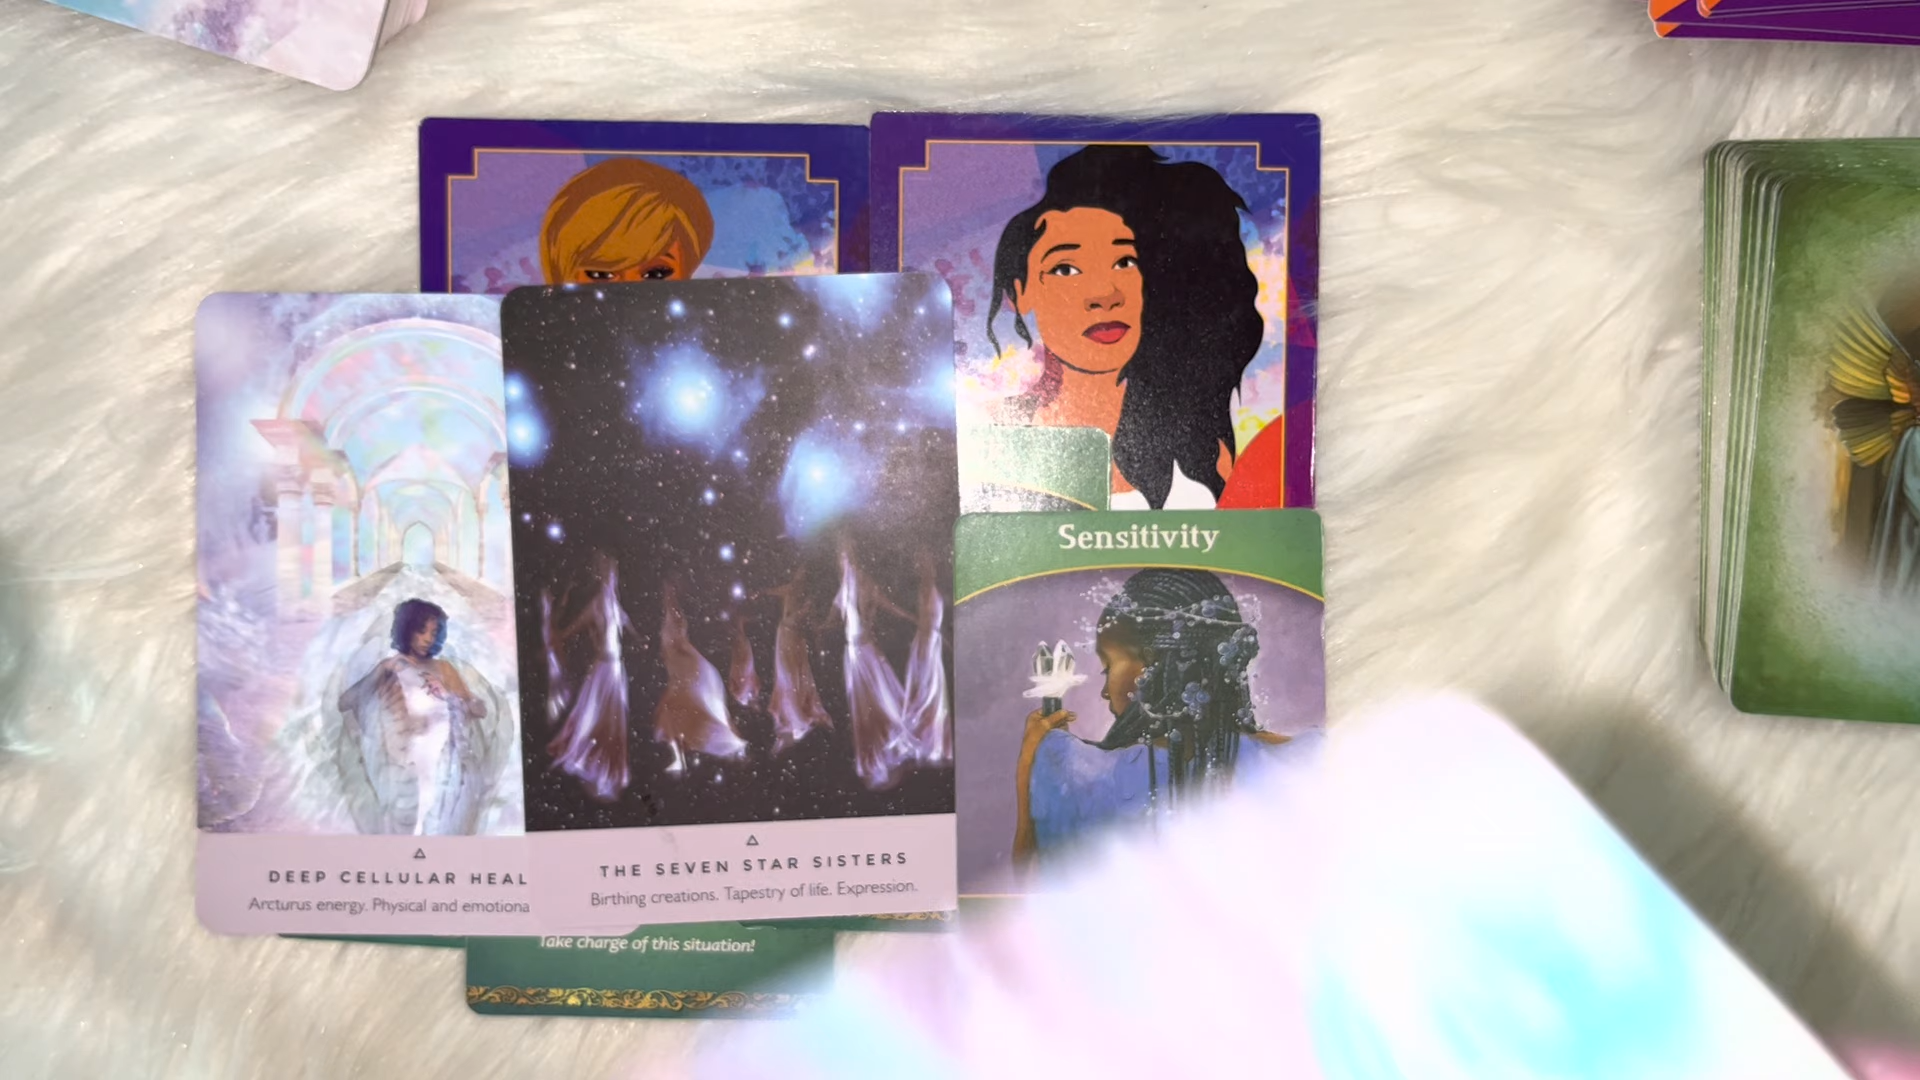 Sensitivity
DEEP CELLULAR HEAL
Arcturus energy. Physical and emotiona
THE SEVEN STAR SISTERS
Birthing creations. Tapestry of life. Expression.
Take charge of this situation!